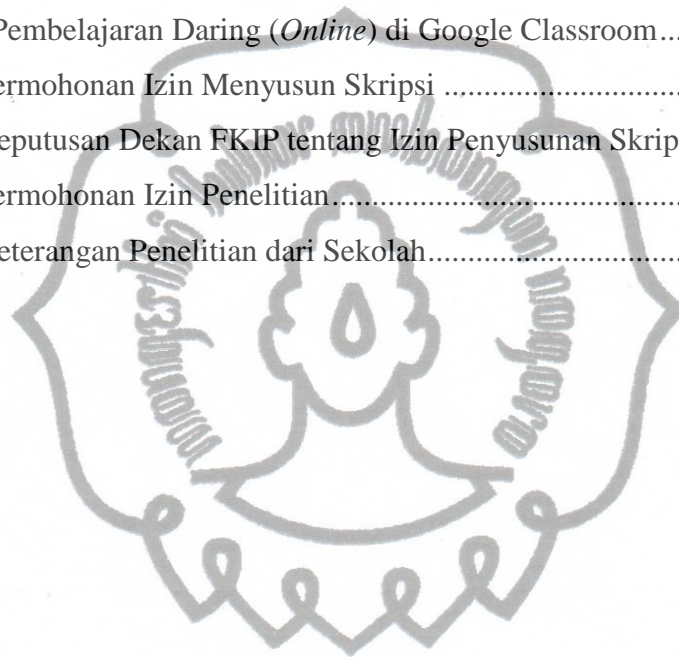 Pembelajaran Daring (Online) di Google Classroom...
ermohonan Izin Menyusun Skripsi ..............................
eputusan Dekan FKIP tentang Izin Penyusunan Skrip
ermohonan Izin Penelitian..............................................
eterangan Penelitian dari Sekolah.................................